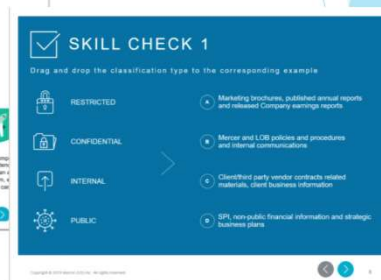 SKILL CHECK 1
Drag and drop the classification type to the corresponding example
RESTRICTED
CONFIDENTIAL
INTERNAL
PUBLIC
A Marketing brochures, published annual reports
and released Company earnings reports
B Mercer and LOB policies and procedures
and internal communications
C Client/third party vendor contracts related
materials, client business information
D SPI, non-public financial information and strategic
business plans